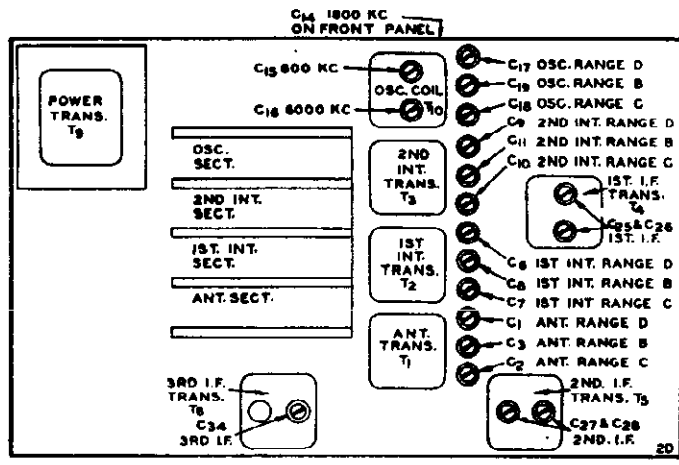 C14 1800 KC
ON FRONT PANEL
POWER
TRANS.
T9
C15 600 KC
OSC. COIL
C16 6000 KC
T10
C17 OSC. RANGE D
C19 OSC. RANGE B
C18 OSC. RANGE C
C9 2ND INT. RANGE D
C11 2ND INT. RANGE B
C10 2ND INT. RANGE C
OSC.
SECT.
2ND INT.
SECT.
1ST. INT.
SECT.
ANT. SECT.
2ND
INT.
TRANS.
T3
1ST
INT.
TRANS.
T2
ANT.
TRANS.
T1
1ST. I.F.
TRANS.
T4
C25 & C26
1ST. I.F.
C6 1ST INT. RANGE D
C8 1ST INT RANGE B
C7 1ST INT RANGE C
C1 ANT. RANGE D
C3 ANT. RANGE B
C2 ANT. RANGE C
3RD I.F.
TRANS.
T6
C34
3RD I.F.
2ND. I.F.
TRANS. T5
C27 & C28
2ND. I.F.
2D